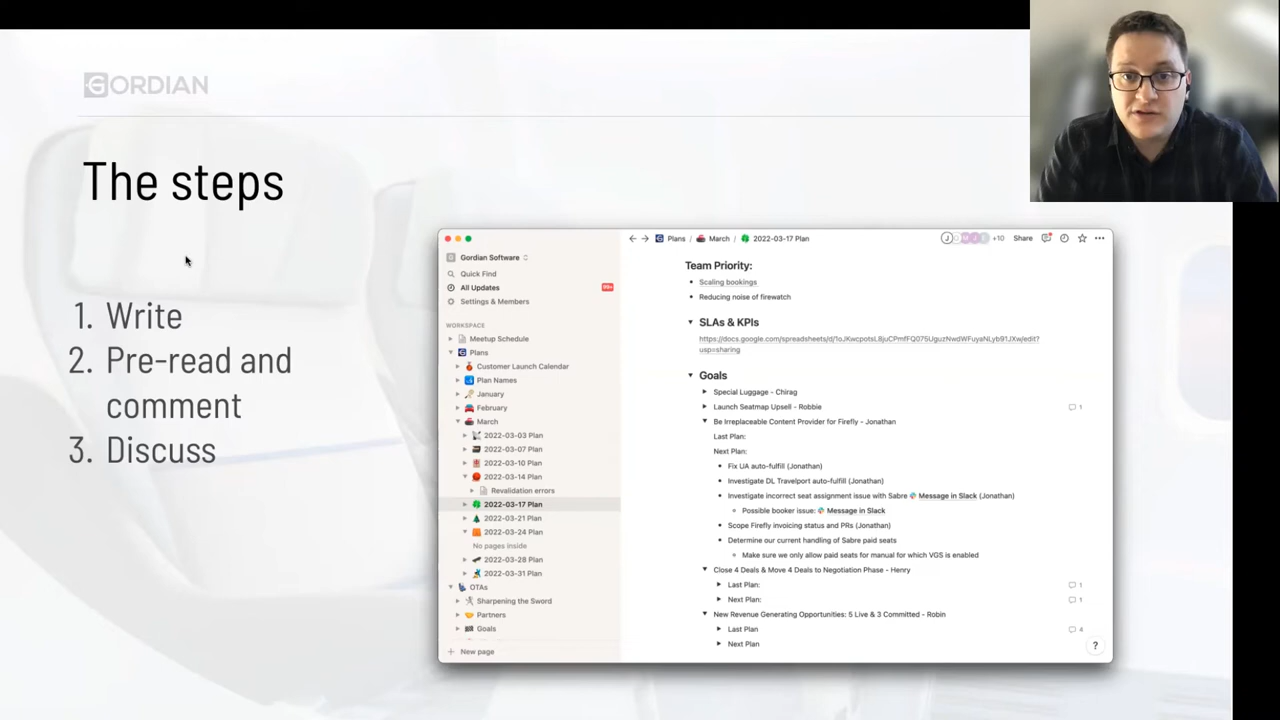 GORDIAN
The steps
1. Write
2. Pre-read and
comment
3. Discuss
Gordian Software
Quick Find
All Updates
Settings & Members
WORKSPACE
Meetup Schedule
Plans
Customer Launch Calendar
Plan Names
January
February
March
2022-03-03 Plan
2022-03-07 Plan
2022-03-10 Plan
2022-03-14 Plan
Revalidation errors
2022-03-17 Plan
2022-03-21 Plan
2022-03-24 Plan
No pages inside
2022-03-28 Plan
2022-03-31 Plan
OTAs
Sharpening the Sword
Partners
Goals
New page
Plans / March / 2022-03-17 Plan
+10 Share
Team Priority:
Scaling bookings
Reducing noise of firewatch
SLAs & KPIs
usp=sharing
Goals
Special Luggage - Chirag
Launch Seatmap Upsell - Robbie 1
Be Irreplaceable Content Provider for Firefly - Jonathan
Last Plan:
Next Plan:
Fix UA auto-fulfill (Jonathan)
Investigate DL Travelport auto-fulfill (Jonathan)
Investigate incorrect seat assignment issue with Sabre Message in Slack (Jonathan)
Possible booker issue: Message in Slack
Scope Firefly invoicing status and PRs (Jonathan)
Determine our current handling of Sabre paid seats
Make sure we only allow paid seats for manual for which VGS is enabled
Close 4 Deals & Move 4 Deals to Negotiation Phase - Henry
Last Plan: 1
Next Plan: 1
New Revenue Generating Opportunities: 5 Live & 3 Committed - Robin
Last Plan 4
Next Plan
?